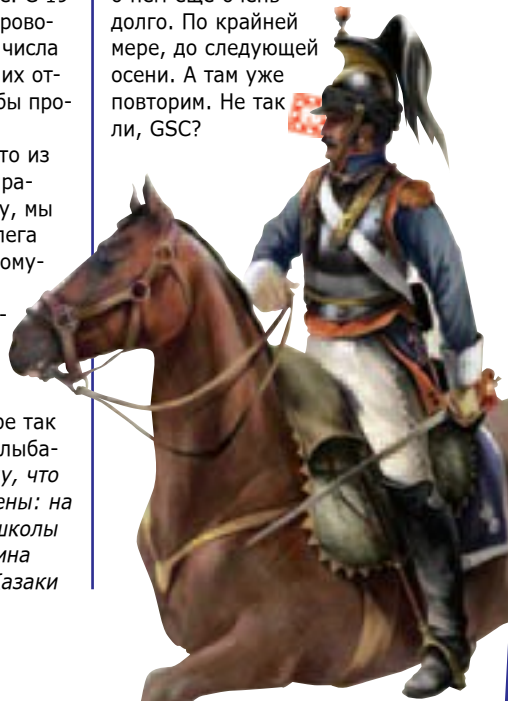 рово-
числа
их от-
бы про-
то из
ра-
у, мы
лега
ому-
-
ре так
лыба-
у, что
ены: на
школы
ина
Казаки
о нем еще очень
долго. По крайней
мере, до следующей
осени. А там уже
повторим. Не так
ли, GSC?